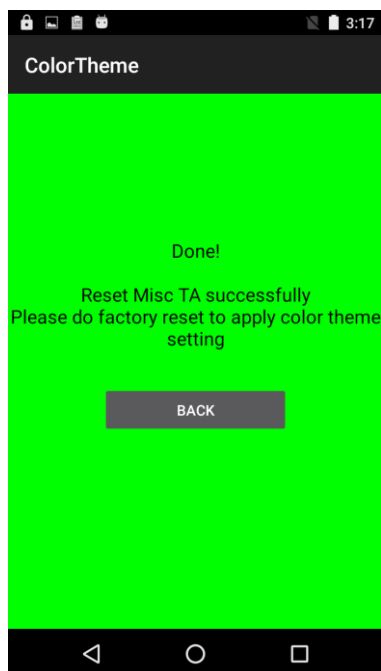 3:17
ColorTheme
Done!
Reset Misc TA successfully
Please do factory reset to apply color theme
setting
BACK